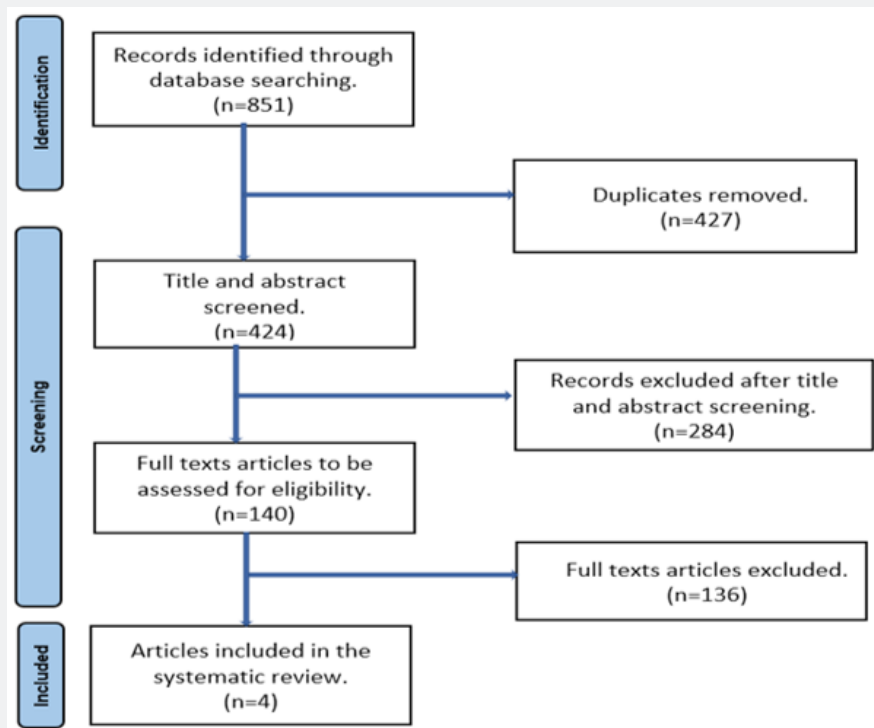 Identification
Records identified through
database searching.
(n=851)
Duplicates removed.
(n=427)
Screening
Title and abstract
screened.
(n=424)
Records excluded after title
and abstract screening.
(n=284)
Full texts articles to be
assessed for eligibility.
(n=140)
Full texts articles excluded.
(n=136)
Included
Articles included in the
systematic review.
(n=4)